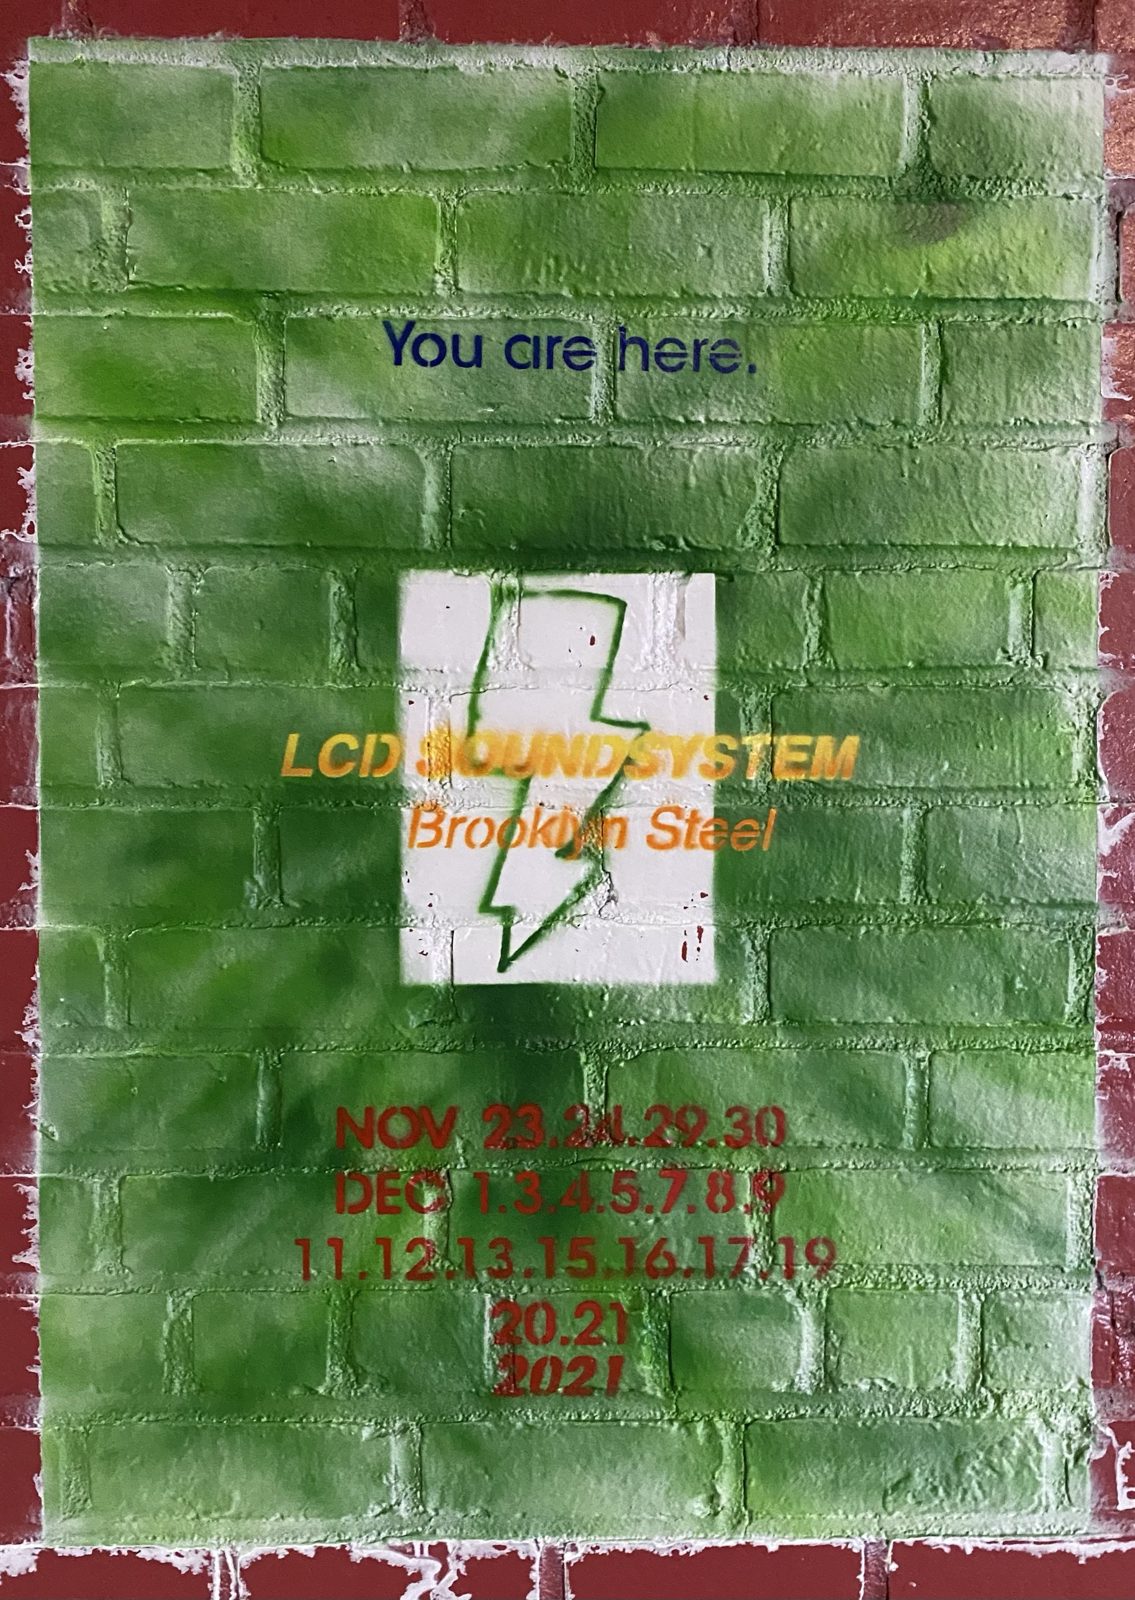 You are here.
LCD SOUNDSYSTEM
Brooklyn Steel
NOV 23.24.29.30
DEC 1.3.4.5.7.8.9
11.12.13.15.16.17.19
20.21
2021